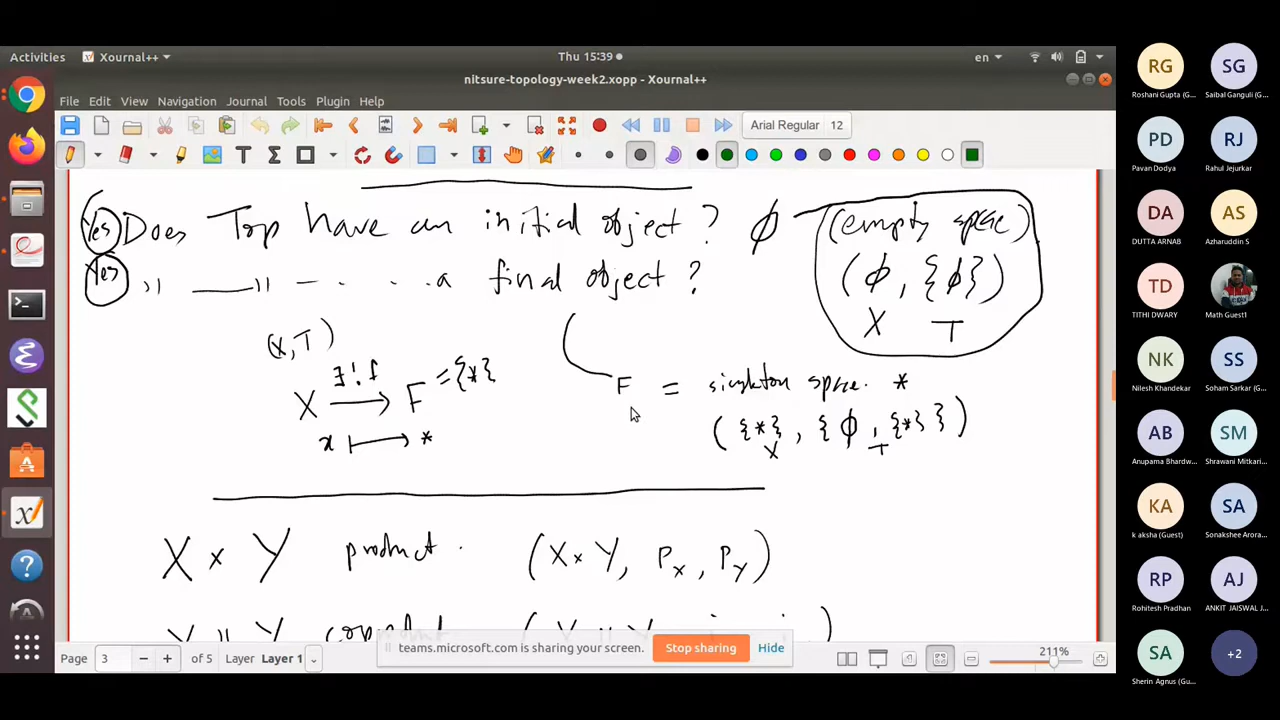 Activities Xournal++ Thu 15:39 en
nitsure-topology-week2.xopp - Xournal++
File Edit View Navigation Journal Tools Plugin Help
Arial Regular 12
Yes Does Top have an initial object? ϕ (empty space)
Yes 〃 ——〃 — . . . . a final object? (ϕ, {ϕ})
X T
(X,T)
X ∃! f → F = {*}
x ↦ *
F = singleton space. *
({*}, {ϕ, {*}})
X T
X × Y product. (X×Y, P_X, P_Y)
X ⨿ Y coproduct
teams.microsoft.com is sharing your screen. Stop sharing Hide
Page 3 of 5 Layer Layer 1 211%
RG SG
Roshani Gupta (G... Saibal Ganguli (G...
PD RJ
Pavan Dodya Rahul Jejurkar
DA AS
DUTTA ARNAB Azharuddin S
TD
TITHI DWARY Math Guest1
NK SS
Nilesh Khandekar Soham Sarkar (G...
AB SM
Anupama Bhardw... Shrawani Mitkari...
KA SA
k aksha (Guest) Sonakshee Arora...
RP AJ
Rohitesh Pradhan ANKIT JAISWAL J...
SA +2
Sherin Agnus (Gu...